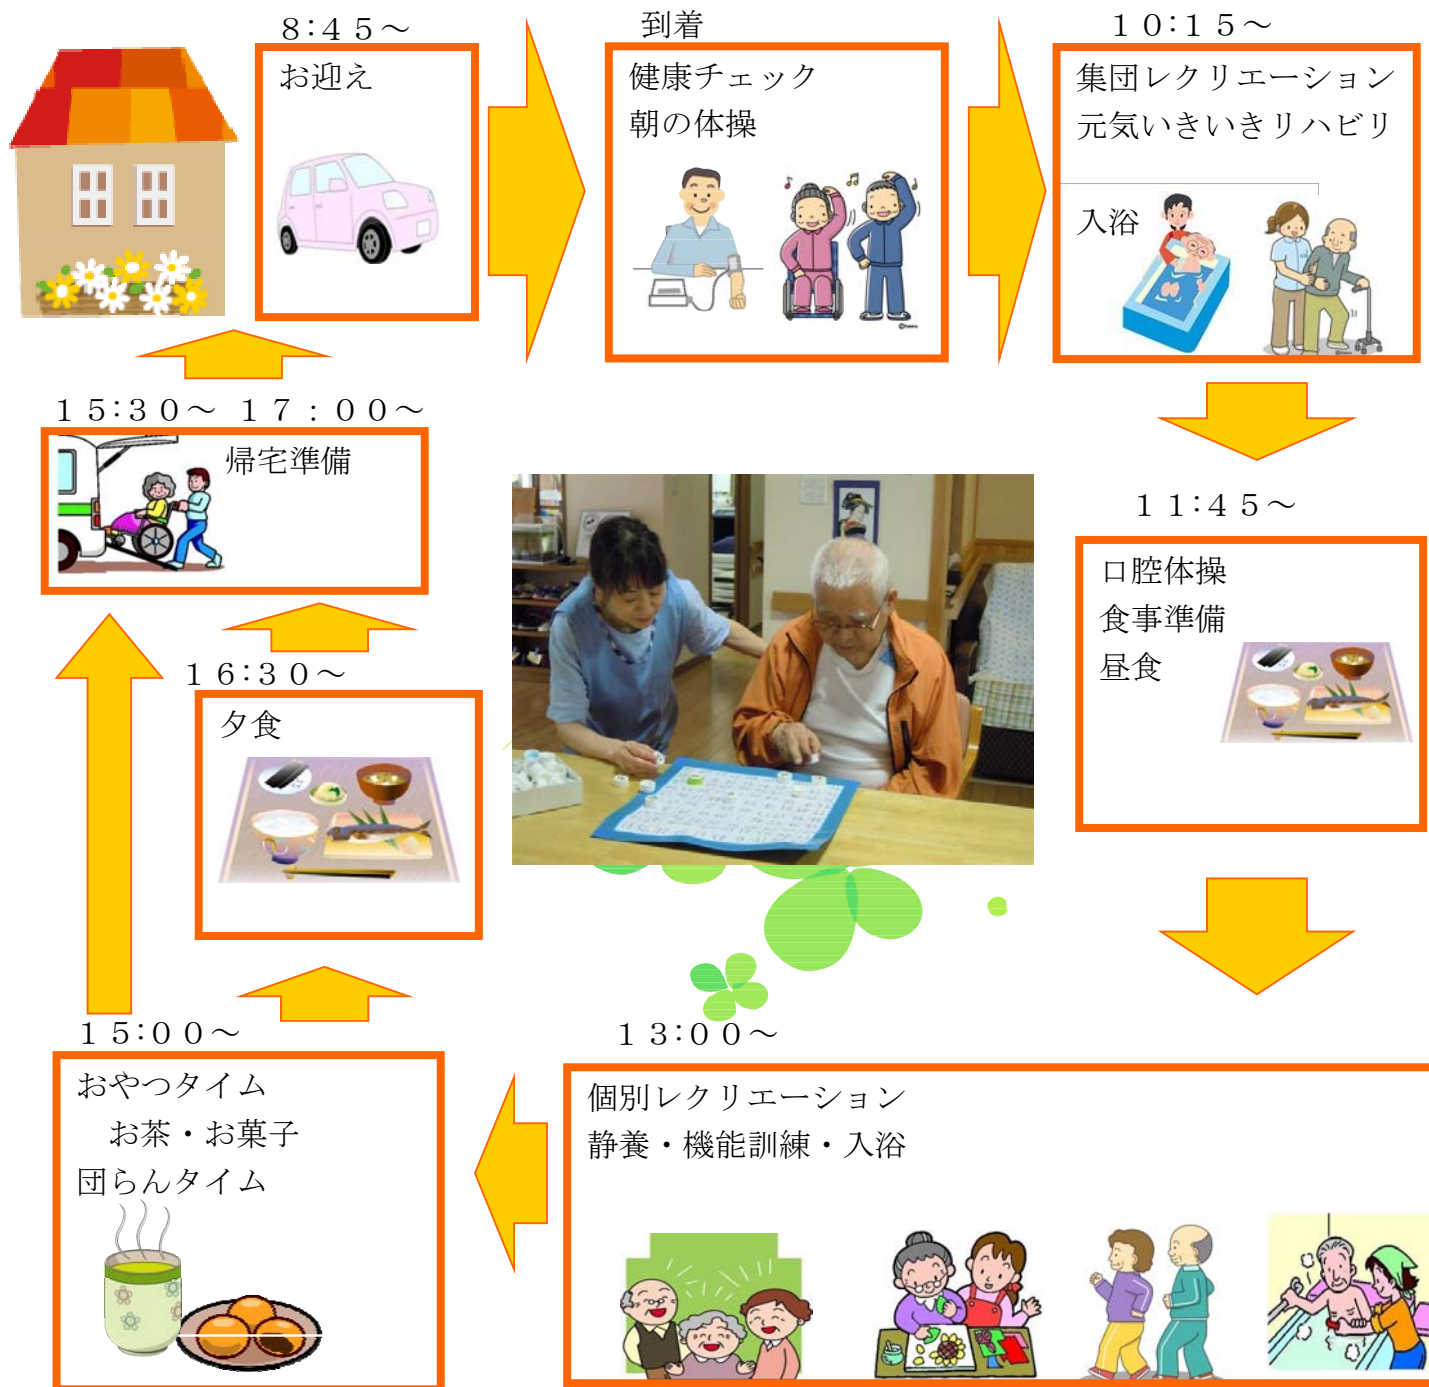 ８:４５～
お迎え
到着
健康チェック
朝の体操
１０:１５～
集団レクリエーション
元気いきいきリハビリ
入浴
１１:４５～
口腔体操
食事準備
昼食
１３:００～
個別レクリエーション
静養・機能訓練・入浴
１５:００～
おやつタイム
お茶・お菓子
団らんタイム
１６:３０～
夕食
１５:３０～ １７：００～
帰宅準備